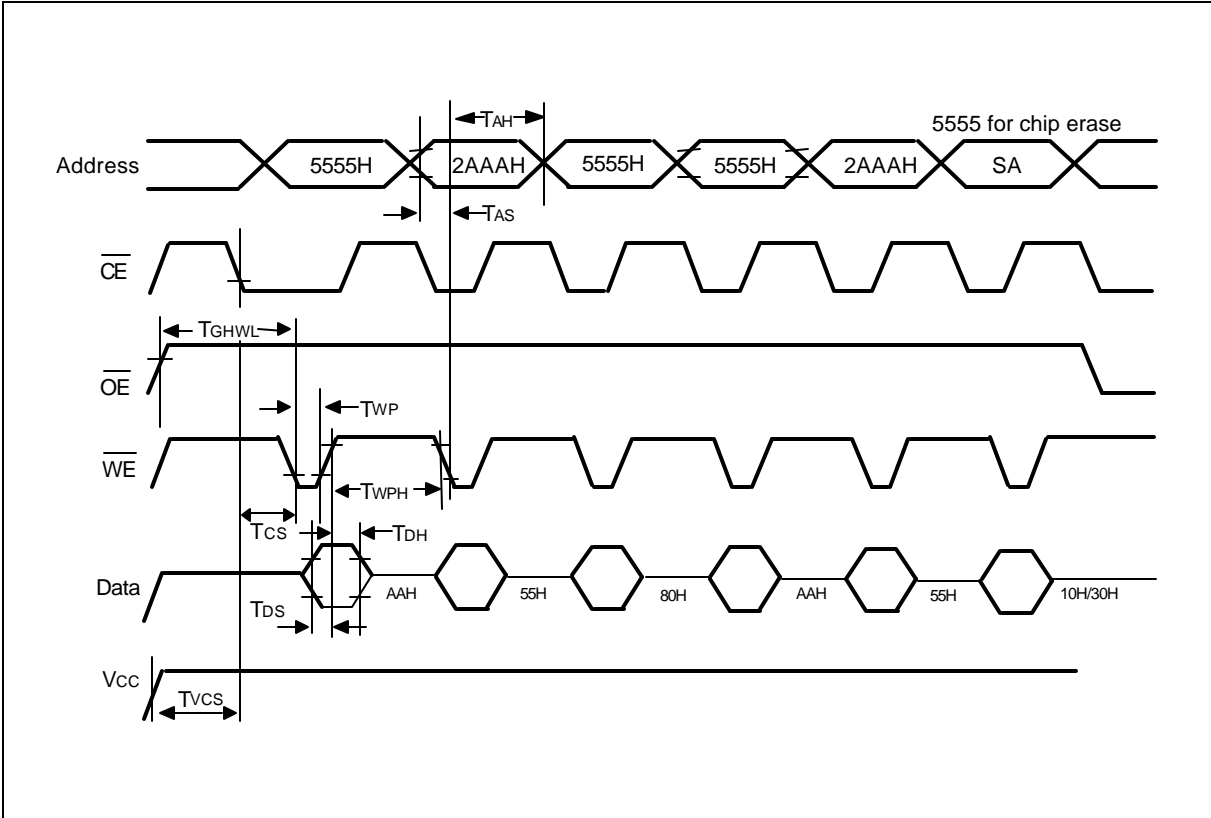 5555 for chip erase
TAH
Address 5555H 2AAAH 5555H 5555H 2AAAH SA
TAS
CE
TGHWL
OE
TWP
WE
TWPH
TCS TDH
Data AAH 55H 80H AAH 55H 10H/30H
TDS
VCC
TVCS